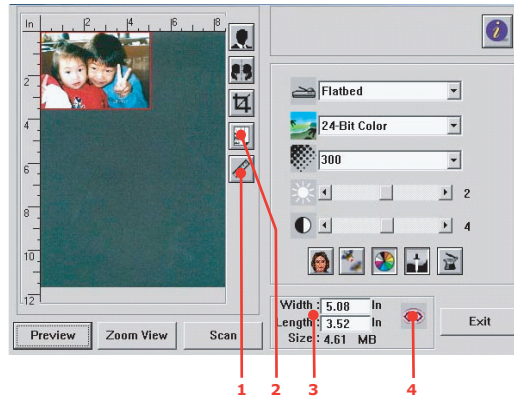 In 2 4 6 8
2
4
6
8
10
12
i
Flatbed
24-Bit Color
300
2
4
Width : 5.08 In
Length : 3.52 In
Size : 4.61 MB
Preview Zoom View Scan Exit
1 2 3 4